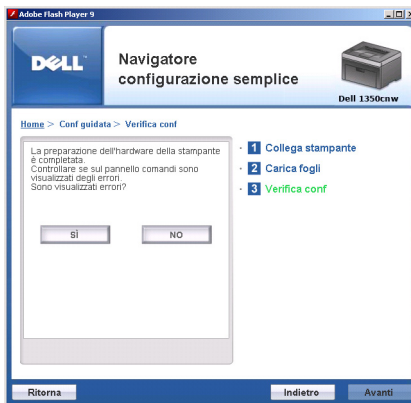 Adobe Flash Player 9
DELL
Navigatore
configurazione semplice
Dell 1350cnw
Home > Conf guidata > Verifica conf
La preparazione dell'hardware della stampante
è completata.
Controllare se sul pannello comandi sono
visualizzati degli errori.
Sono visualizzati errori?
SÌ
NO
1 Collega stampante
2 Carica fogli
3 Verifica conf
Ritorna
Indietro
Avanti